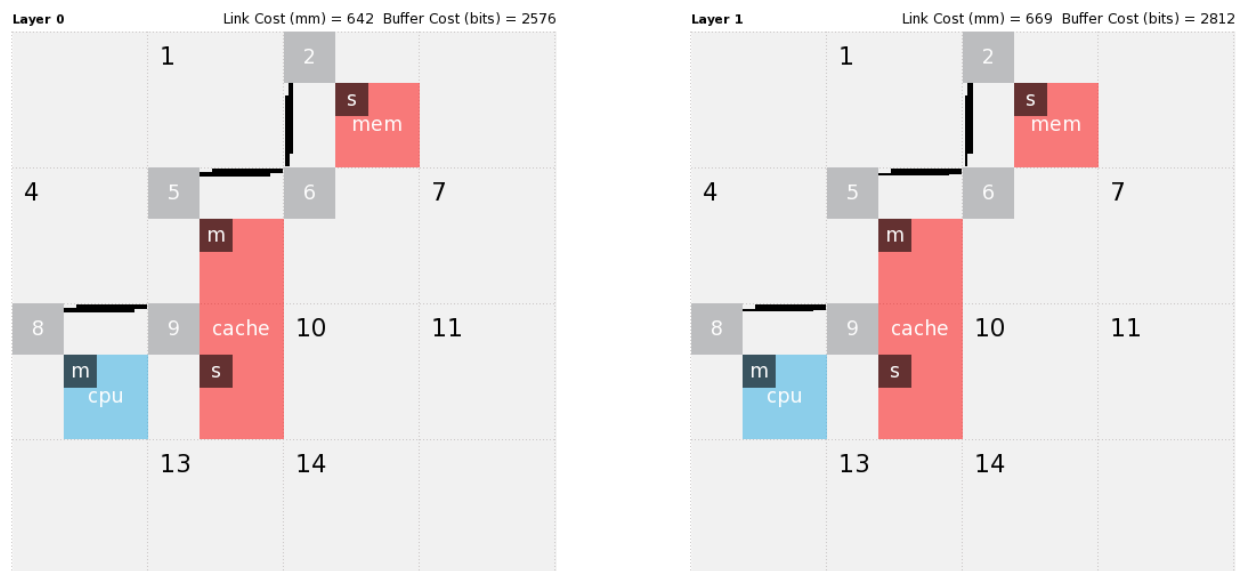 Layer 0 Link Cost (mm) = 642 Buffer Cost (bits) = 2576
1 2
s
mem
4 5 6 7
m
8 9 cache 10 11
m s
cpu
13 14
Layer 1 Link Cost (mm) = 669 Buffer Cost (bits) = 2812
1 2
s
mem
4 5 6 7
m
8 9 cache 10 11
m s
cpu
13 14